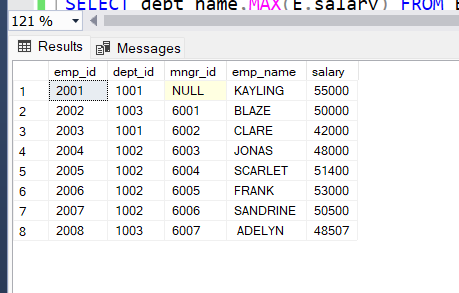 SELECT debt name.MAX(E.salary) FROM
121 %
Results Messages
emp_id dept_id mngr_id emp_name salary
1 2001 1001 NULL KAYLING 55000
2 2002 1003 6001 BLAZE 50000
3 2003 1001 6002 CLARE 42000
4 2004 1002 6003 JONAS 48000
5 2005 1002 6004 SCARLET 51400
6 2006 1002 6005 FRANK 53000
7 2007 1002 6006 SANDRINE 50500
8 2008 1003 6007 ADELYN 48507